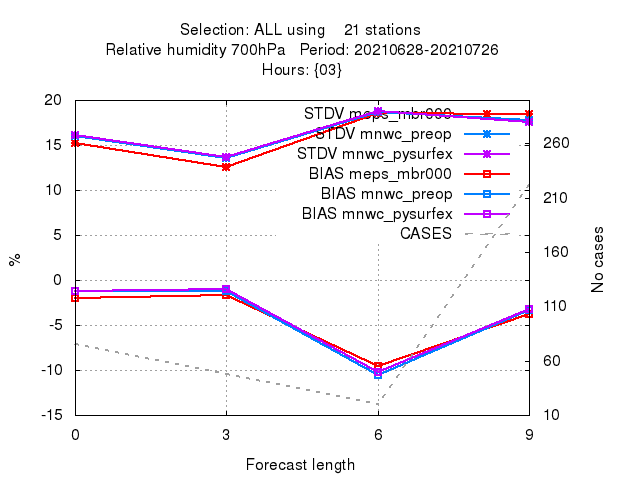 Selection: ALL using 21 stations
Relative humidity 700hPa Period: 20210628-20210726
Hours: {03}
20
15
10
5
0
-5
-10
-15
%
STDV meps_mbr000
STDV mnwc_preop
STDV mnwc_pysurfex
BIAS meps_mbr000
BIAS mnwc_preop
BIAS mnwc_pysurfex
CASES
260
210
160
110
60
10
No cases
0 3 6 9
Forecast length